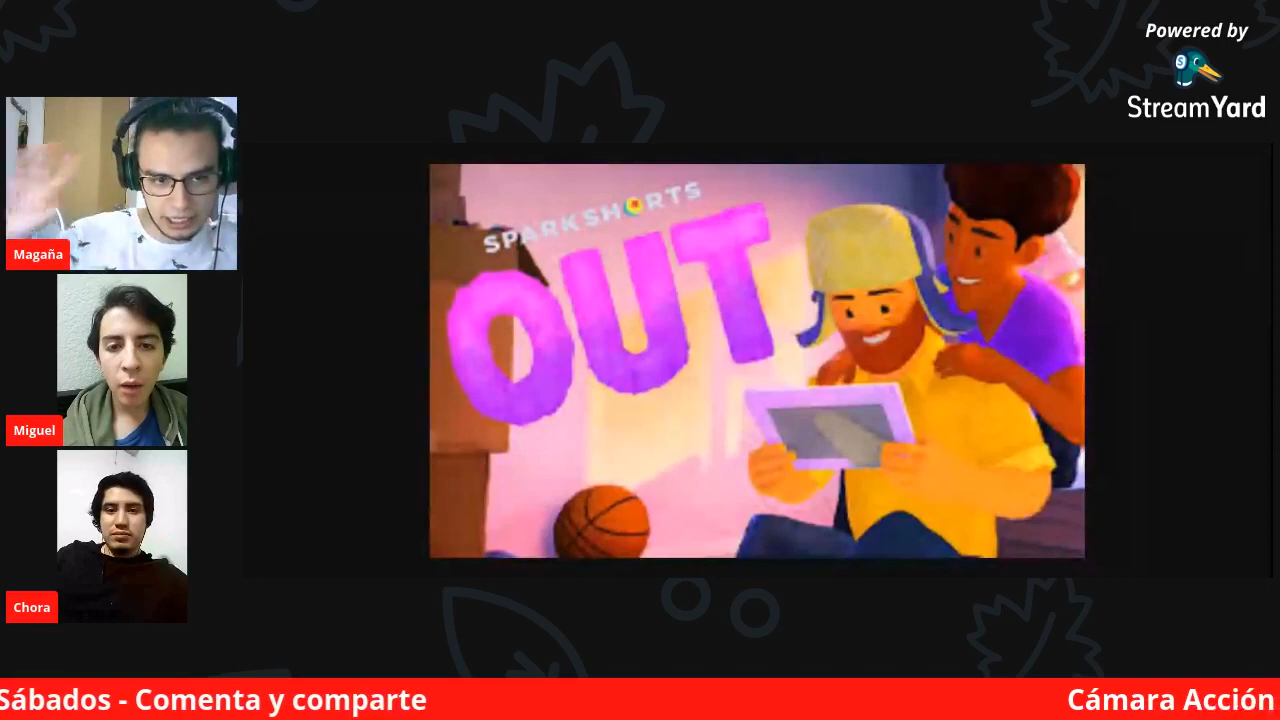 Powered by
StreamYard
Magaña
SPARKSHORTS
OUT
Miguel
Chora
Sábados - Comenta y comparte
Cámara Acción